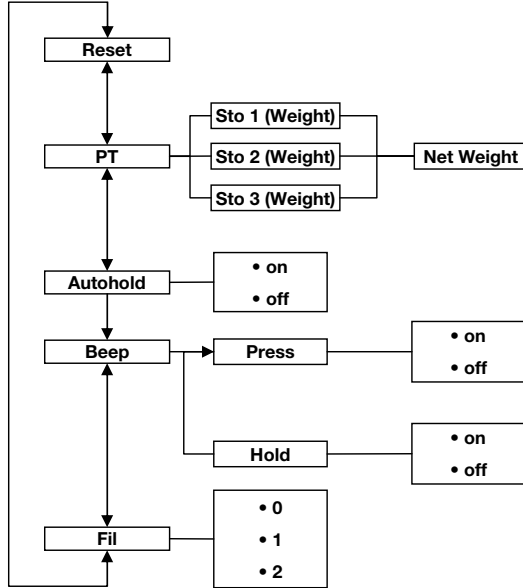 Reset
Sto 1 (Weight)
PT
Sto 2 (Weight)
Net Weight
Sto 3 (Weight)
Autohold
• on
• off
Beep
Press
• on
• off
Hold
• on
• off
Fil
• 0
• 1
• 2